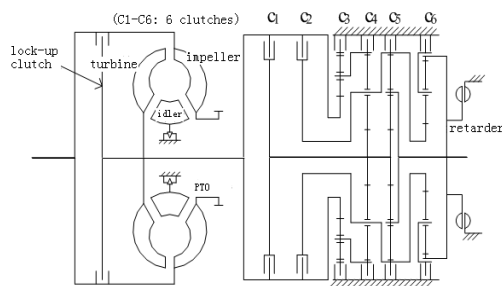 (C1-C6: 6 clutches)
C1 C2 C3 C4 C5 C6
lock-up
clutch
turbine
impeller
idler
retarder
PTO